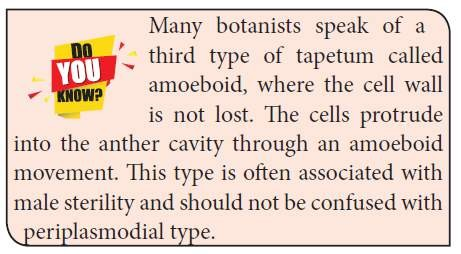 DO
YOU
KNOW?
Many botanists speak of a
third type of tapetum called
amoeboid, where the cell wall
is not lost. The cells protrude
into the anther cavity through an amoeboid
movement. This type is often associated with
male sterility and should not be confused with
periplasmodial type.